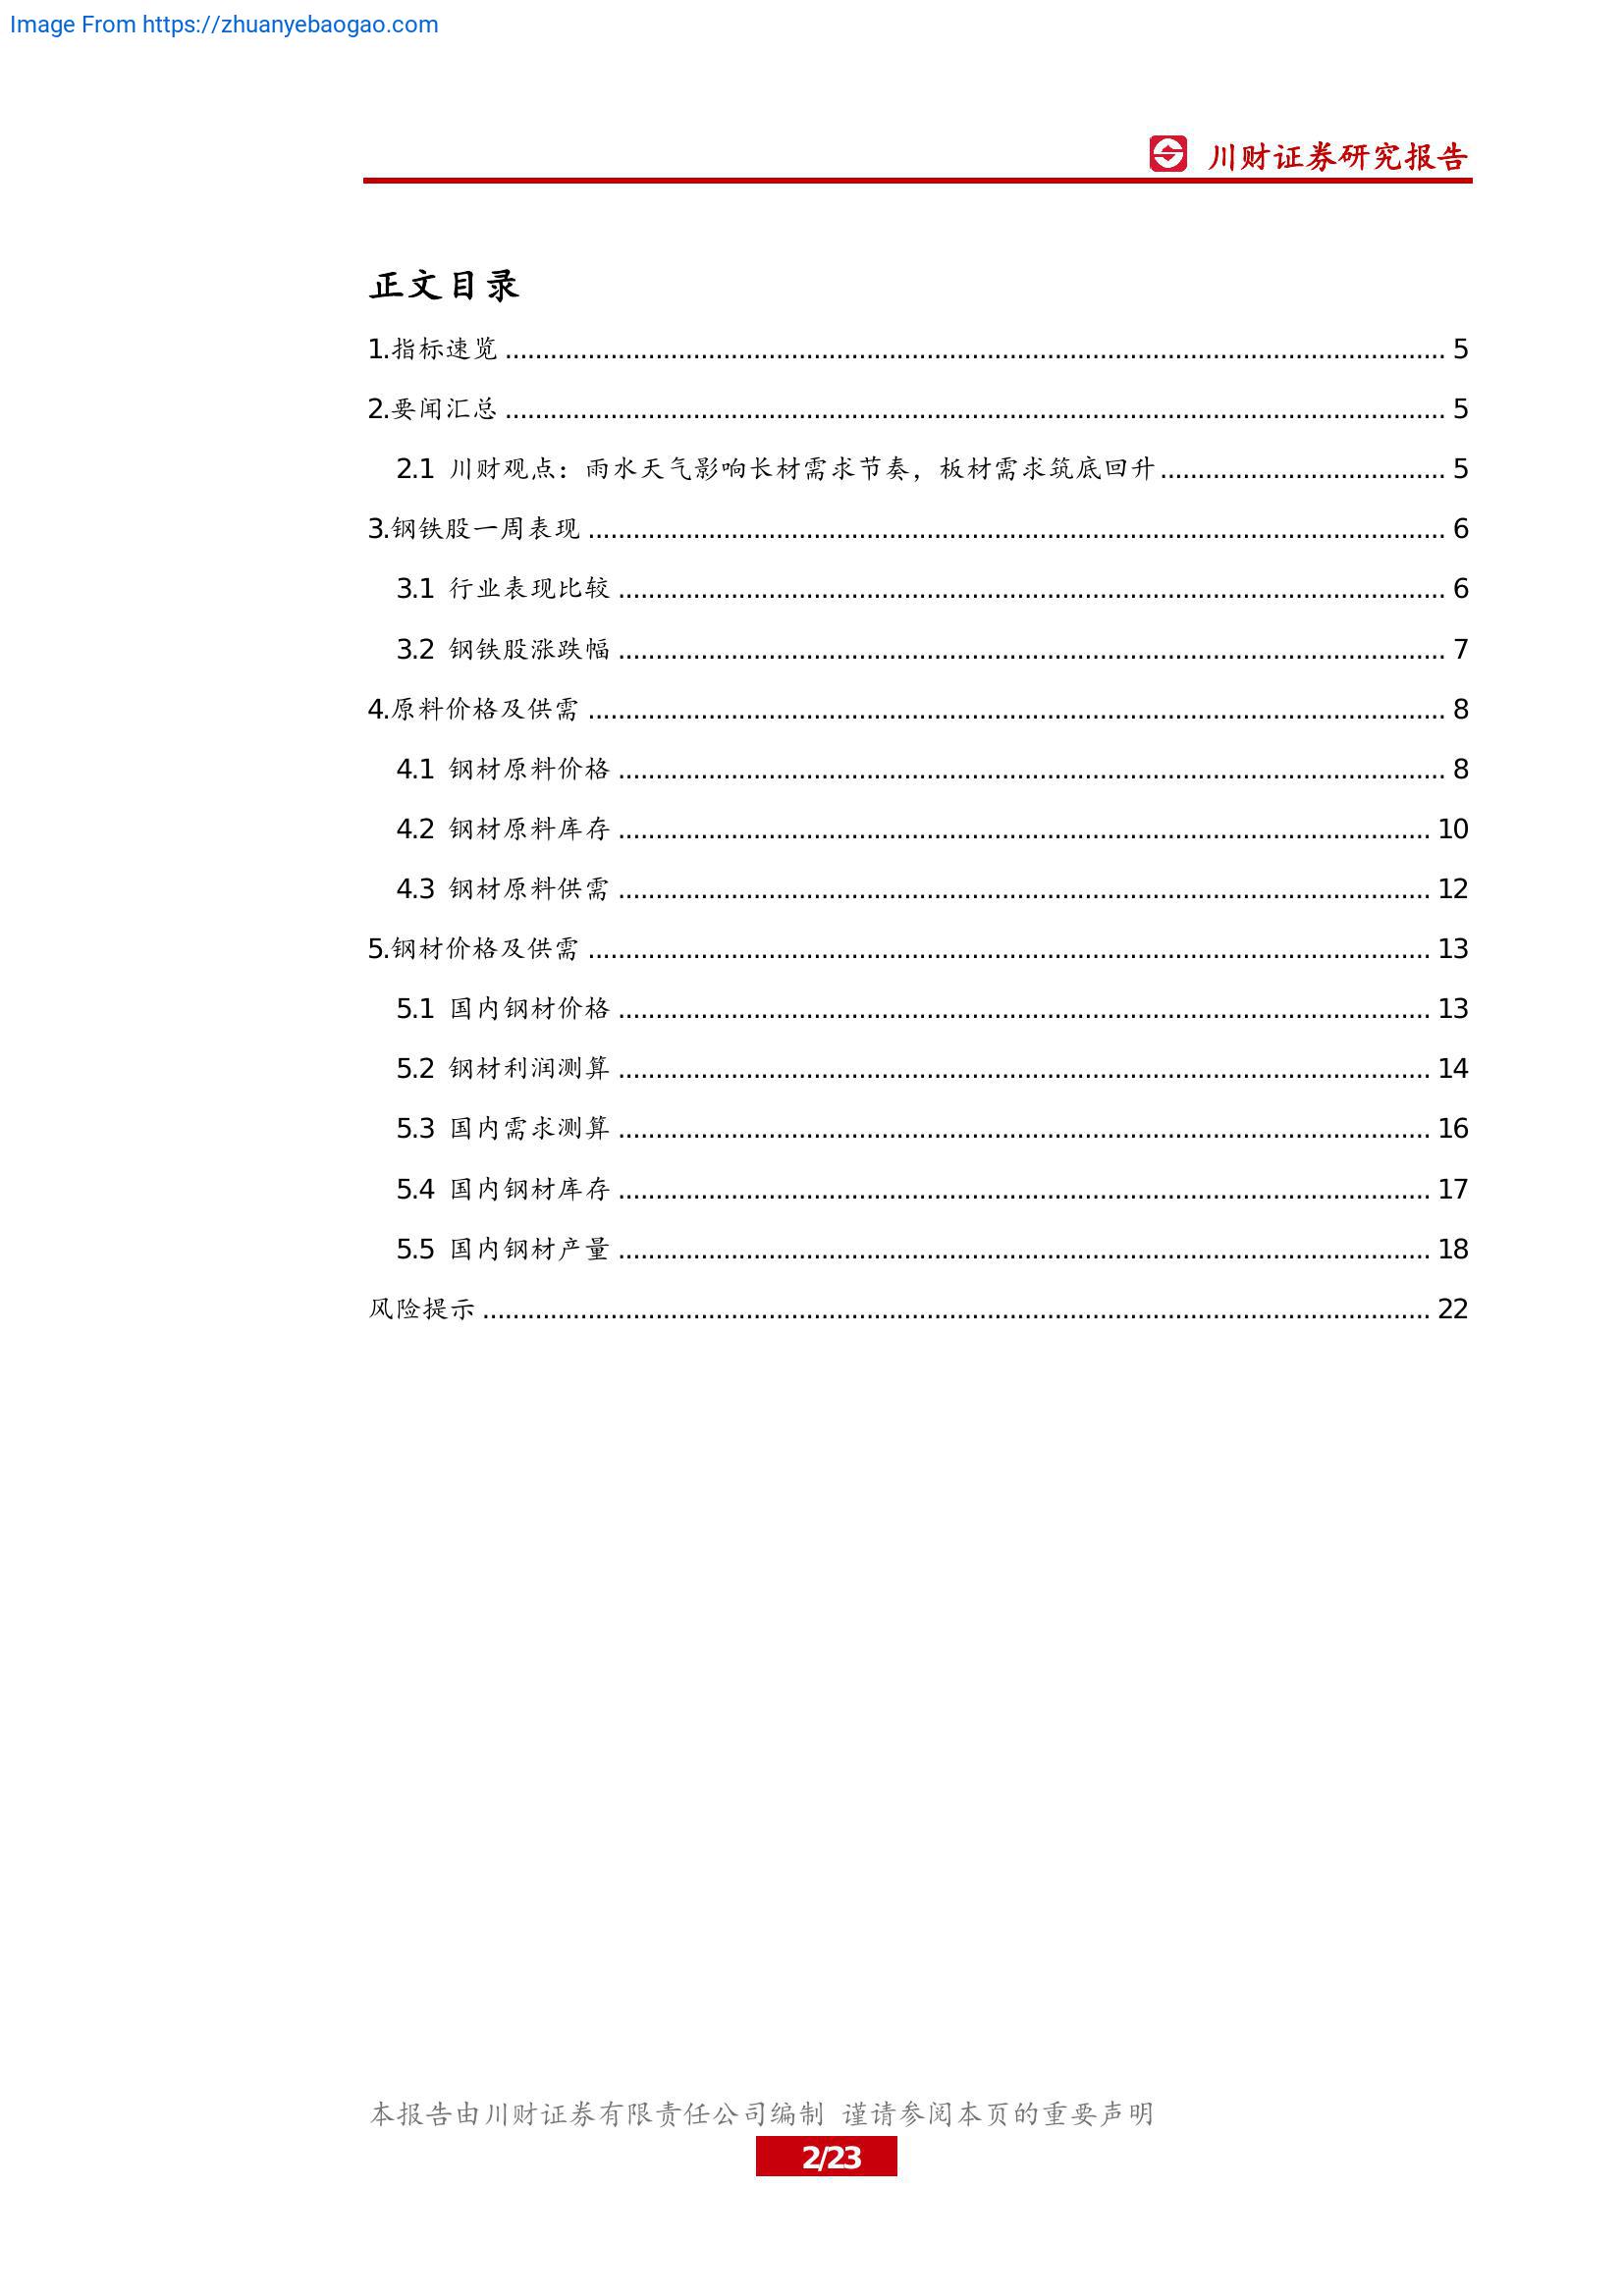 Image From https://zhuanyebaogao.com
川财证券研究报告
正文目录
1.指标速览 ........................................ 5
2.要闻汇总 ........................................ 5
2.1 川财观点：雨水天气影响长材需求节奏，板材需求筑底回升 ........................................ 5
3.钢铁股一周表现 ........................................ 6
3.1 行业表现比较 ........................................ 6
3.2 钢铁股涨跌幅 ........................................ 7
4.原料价格及供需 ........................................ 8
4.1 钢材原料价格 ........................................ 8
4.2 钢材原料库存 ........................................ 10
4.3 钢材原料供需 ........................................ 12
5.钢材价格及供需 ........................................ 13
5.1 国内钢材价格 ........................................ 13
5.2 钢材利润测算 ........................................ 14
5.3 国内需求测算 ........................................ 16
5.4 国内钢材库存 ........................................ 17
5.5 国内钢材产量 ........................................ 18
风险提示 ........................................ 22
本报告由川财证券有限责任公司编制 谨请参阅本页的重要声明
2/23